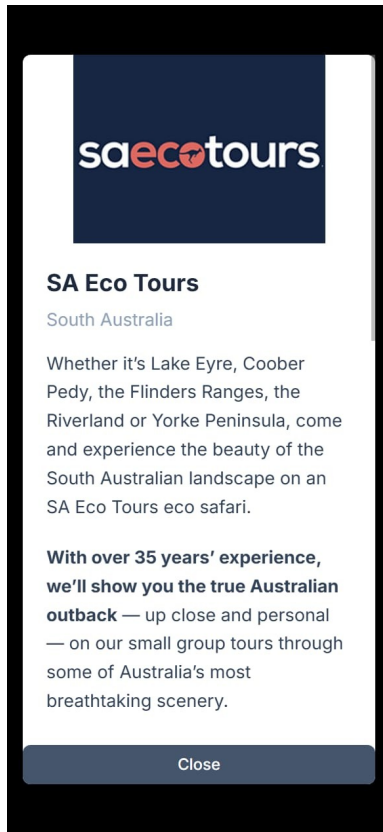 saecotours
SA Eco Tours
South Australia
Whether it’s Lake Eyre, Coober
Pedy, the Flinders Ranges, the
Riverland or Yorke Peninsula, come
and experience the beauty of the
South Australian landscape on an
SA Eco Tours eco safari.
With over 35 years’ experience,
we’ll show you the true Australian
outback — up close and personal
— on our small group tours through
some of Australia’s most
breathtaking scenery.
Close